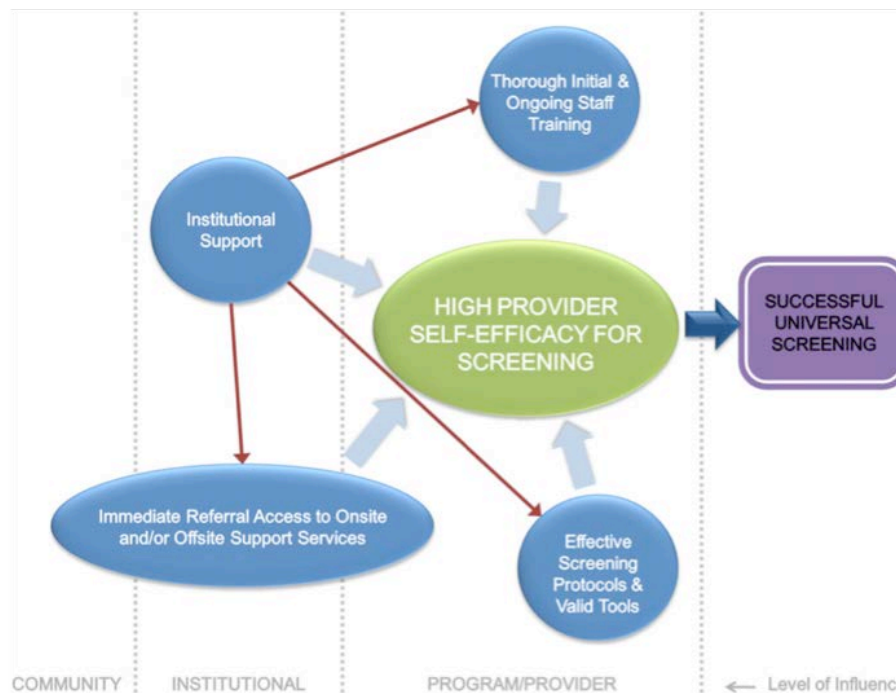 Thorough Initial &
Ongoing Staff
Training
Institutional
Support
HIGH PROVIDER
SELF-EFFICACY FOR
SCREENING
SUCCESSFUL
UNIVERSAL
SCREENING
Immediate Referral Access to Onsite
and/or Offsite Support Services
Effective
Screening
Protocols &
Valid Tools
COMMUNITY
INSTITUTIONAL
PROGRAM/PROVIDER
Level of Influenc